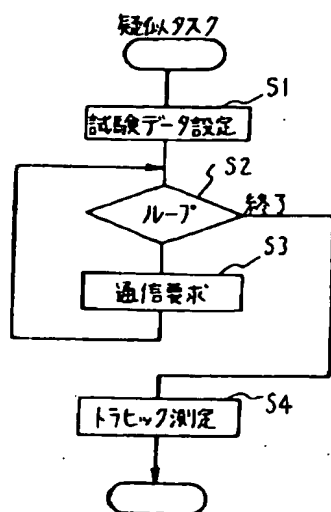 疑似タスク
S1
試験データ設定
S2
ループ
終了
S3
通信要求
S4
トラヒック測定